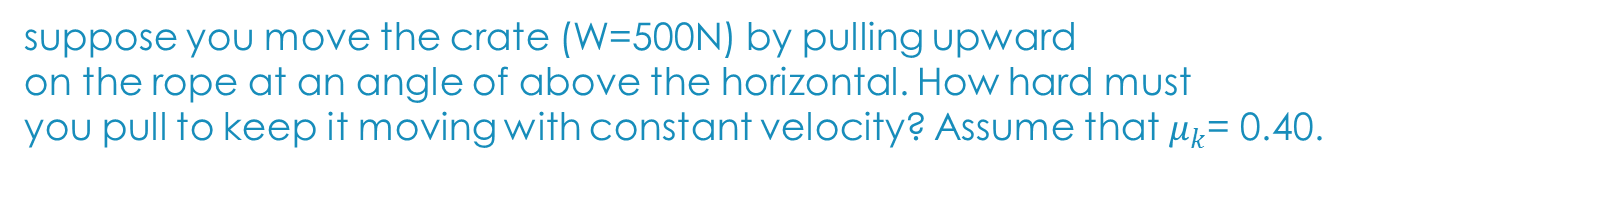 suppose you move the crate (W=500N) by pulling upward
on the rope at an angle of above the horizontal. How hard must
you pull to keep it moving with constant velocity? Assume that $\mu_k$= 0.40.